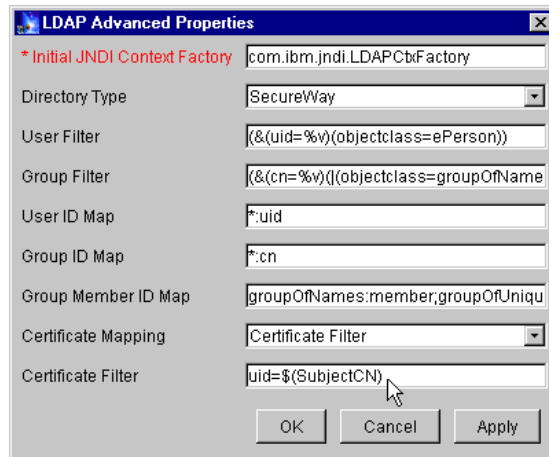 LDAP Advanced Properties
* Initial JNDI Context Factory com.ibm.jndi.LDAPCtxFactory
Directory Type SecureWay
User Filter (&(uid=%v)(objectclass=ePerson))
Group Filter (&(cn=%v)(|(objectclass=groupOfName
User ID Map *:uid
Group ID Map *:cn
Group Member ID Map groupOfNames:member;groupOfUniqu
Certificate Mapping Certificate Filter
Certificate Filter uid=$(SubjectCN)
OK Cancel Apply